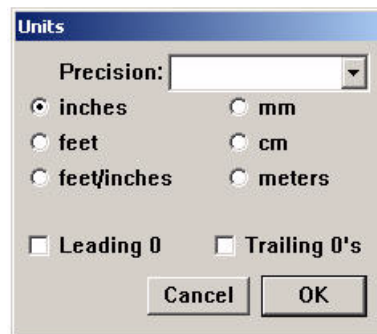 Units
Precision:
inches mm
feet cm
feet/inches meters
Leading 0 Trailing 0's
Cancel OK